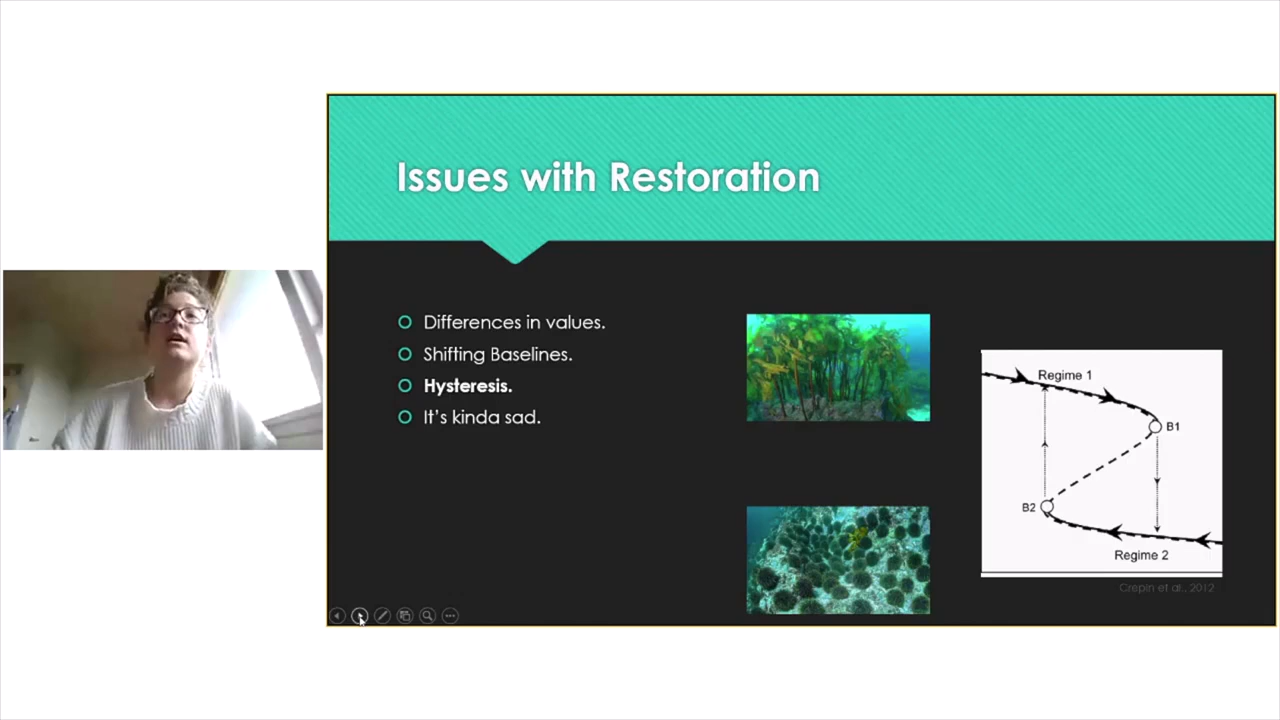 Issues with Restoration
Differences in values.
Shifting Baselines.
Hysteresis.
It's kinda sad.
Regime 1
B1
B2
Regime 2
Crepin et al., 2012